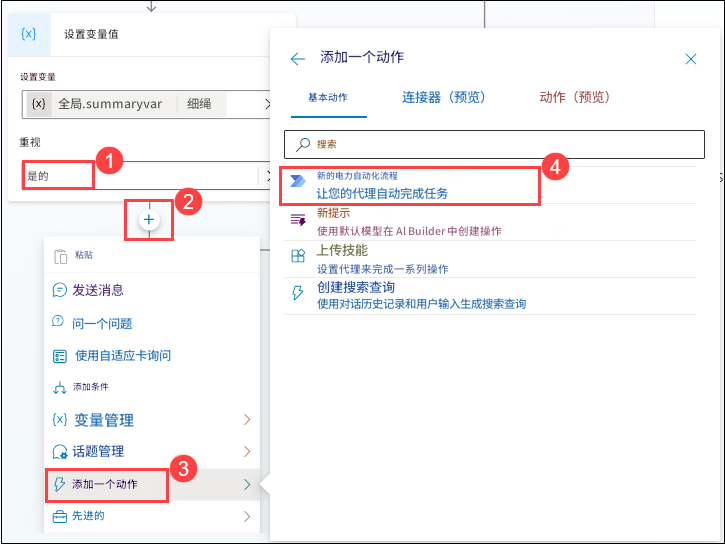 {x} 设置变量值
设置变量
{x} 全局.summaryvar 细绳
重视
是的
1
2
粘贴
发送消息
问一个问题
使用自适应卡询问
添加条件
{x} 变量管理
话题管理
添加一个动作
3
先进的
添加一个动作
基本动作 连接器（预览） 动作（预览）
搜索
新的电力自动化流程
让您的代理自动完成任务
4
新提示
使用默认模型在 AI Builder 中创建操作
上传技能
设置代理来完成一系列操作
创建搜索查询
使用对话历史记录和用户输入生成搜索查询